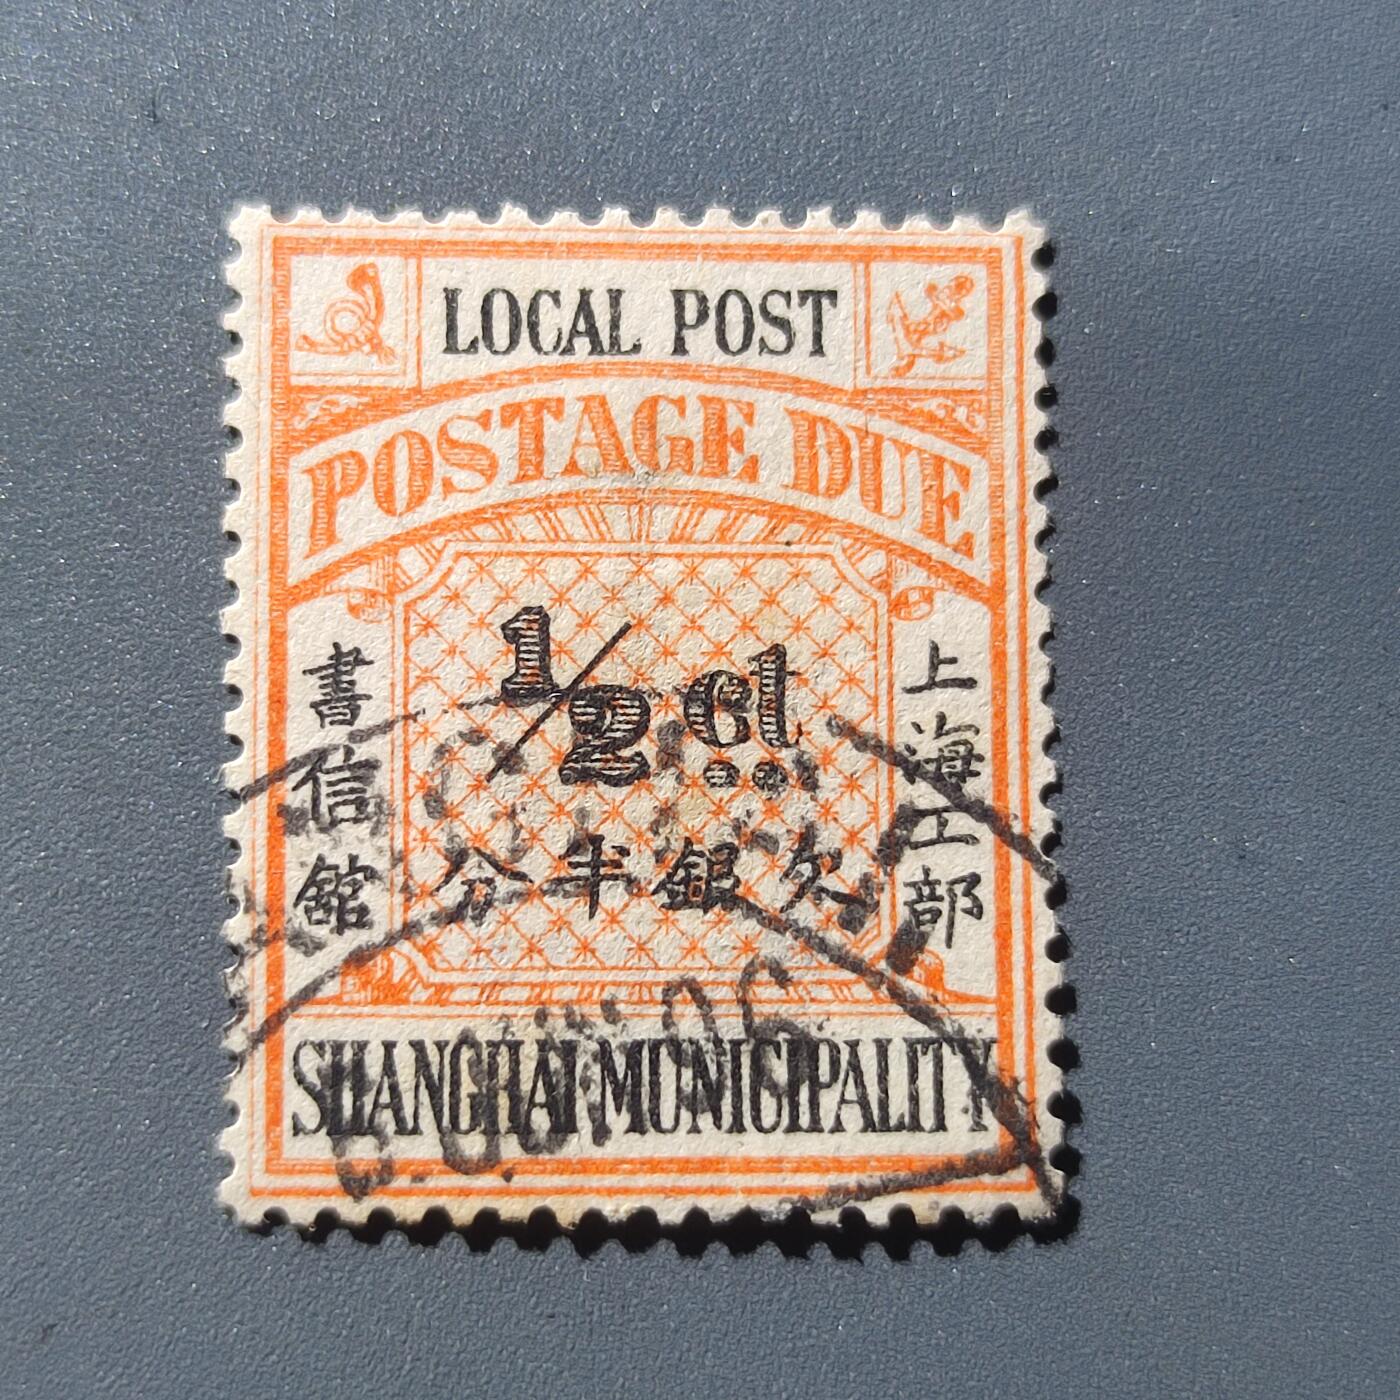 LOCAL POST
POSTAGE DUE
1/2 ct.
上海工部
書信館
欠銀半分
SHANGHAI MUNICIPALITY